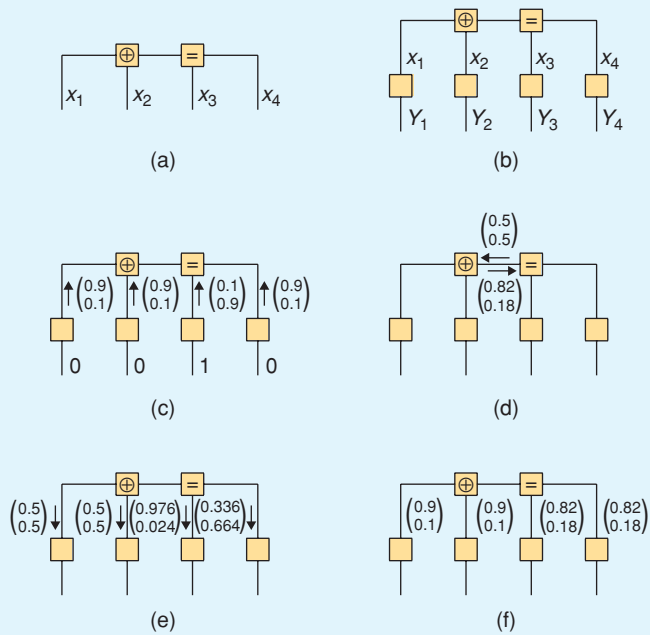 ⊕ = ⊕ =
x₁ x₂ x₃ x₄
x₁ x₂ x₃ x₄
Y₁ Y₂ Y₃ Y₄
(a) (b)
⊕ = (0.5 0.5)
(0.9 0.1) (0.9 0.1) (0.1 0.9) (0.9 0.1)
⊕ =
(0.82 0.18)
0 0 1 0
(c) (d)
⊕ = ⊕ =
(0.5 0.5) (0.5 0.5) (0.976 0.024) (0.336 0.664)
(0.9 0.1) (0.9 0.1) (0.82 0.18) (0.82 0.18)
(e) (f)